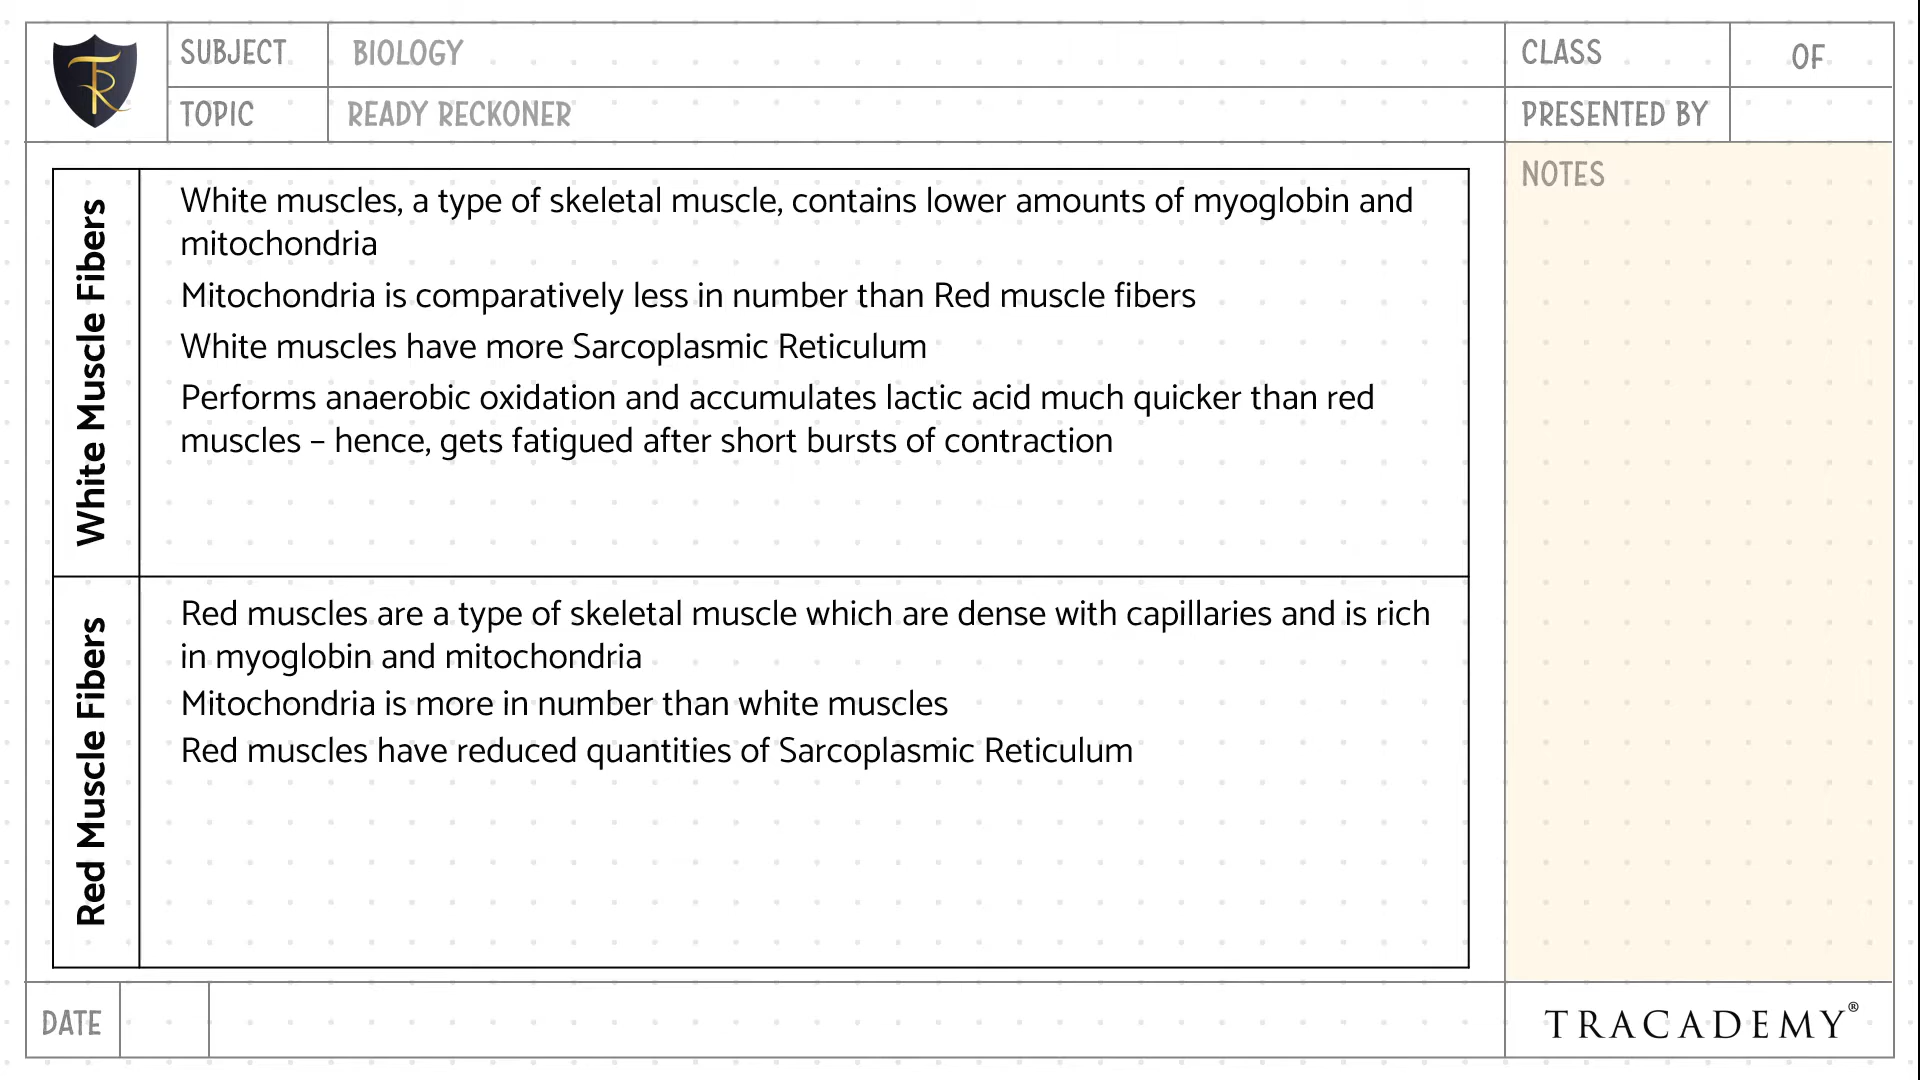 SUBJECT BIOLOGY CLASS OF
TOPIC READY RECKONER PRESENTED BY
NOTES
White Muscle Fibers
White muscles, a type of skeletal muscle, contains lower amounts of myoglobin and
mitochondria
Mitochondria is comparatively less in number than Red muscle fibers
White muscles have more Sarcoplasmic Reticulum
Performs anaerobic oxidation and accumulates lactic acid much quicker than red
muscles – hence, gets fatigued after short bursts of contraction
Red Muscle Fibers
Red muscles are a type of skeletal muscle which are dense with capillaries and is rich
in myoglobin and mitochondria
Mitochondria is more in number than white muscles
Red muscles have reduced quantities of Sarcoplasmic Reticulum
DATE
TRACADEMY®